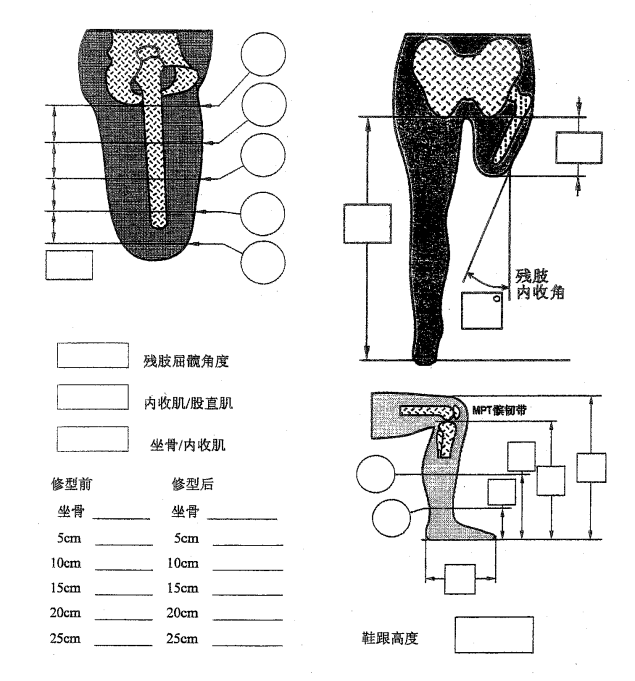 残肢
内收角
残肢屈髋角度
内收肌/股直肌
坐骨/内收肌
MPT髌韧带
修型前 修型后
坐骨 坐骨
5cm 5cm
10cm 10cm
15cm 15cm
20cm 20cm
25cm 25cm
鞋跟高度